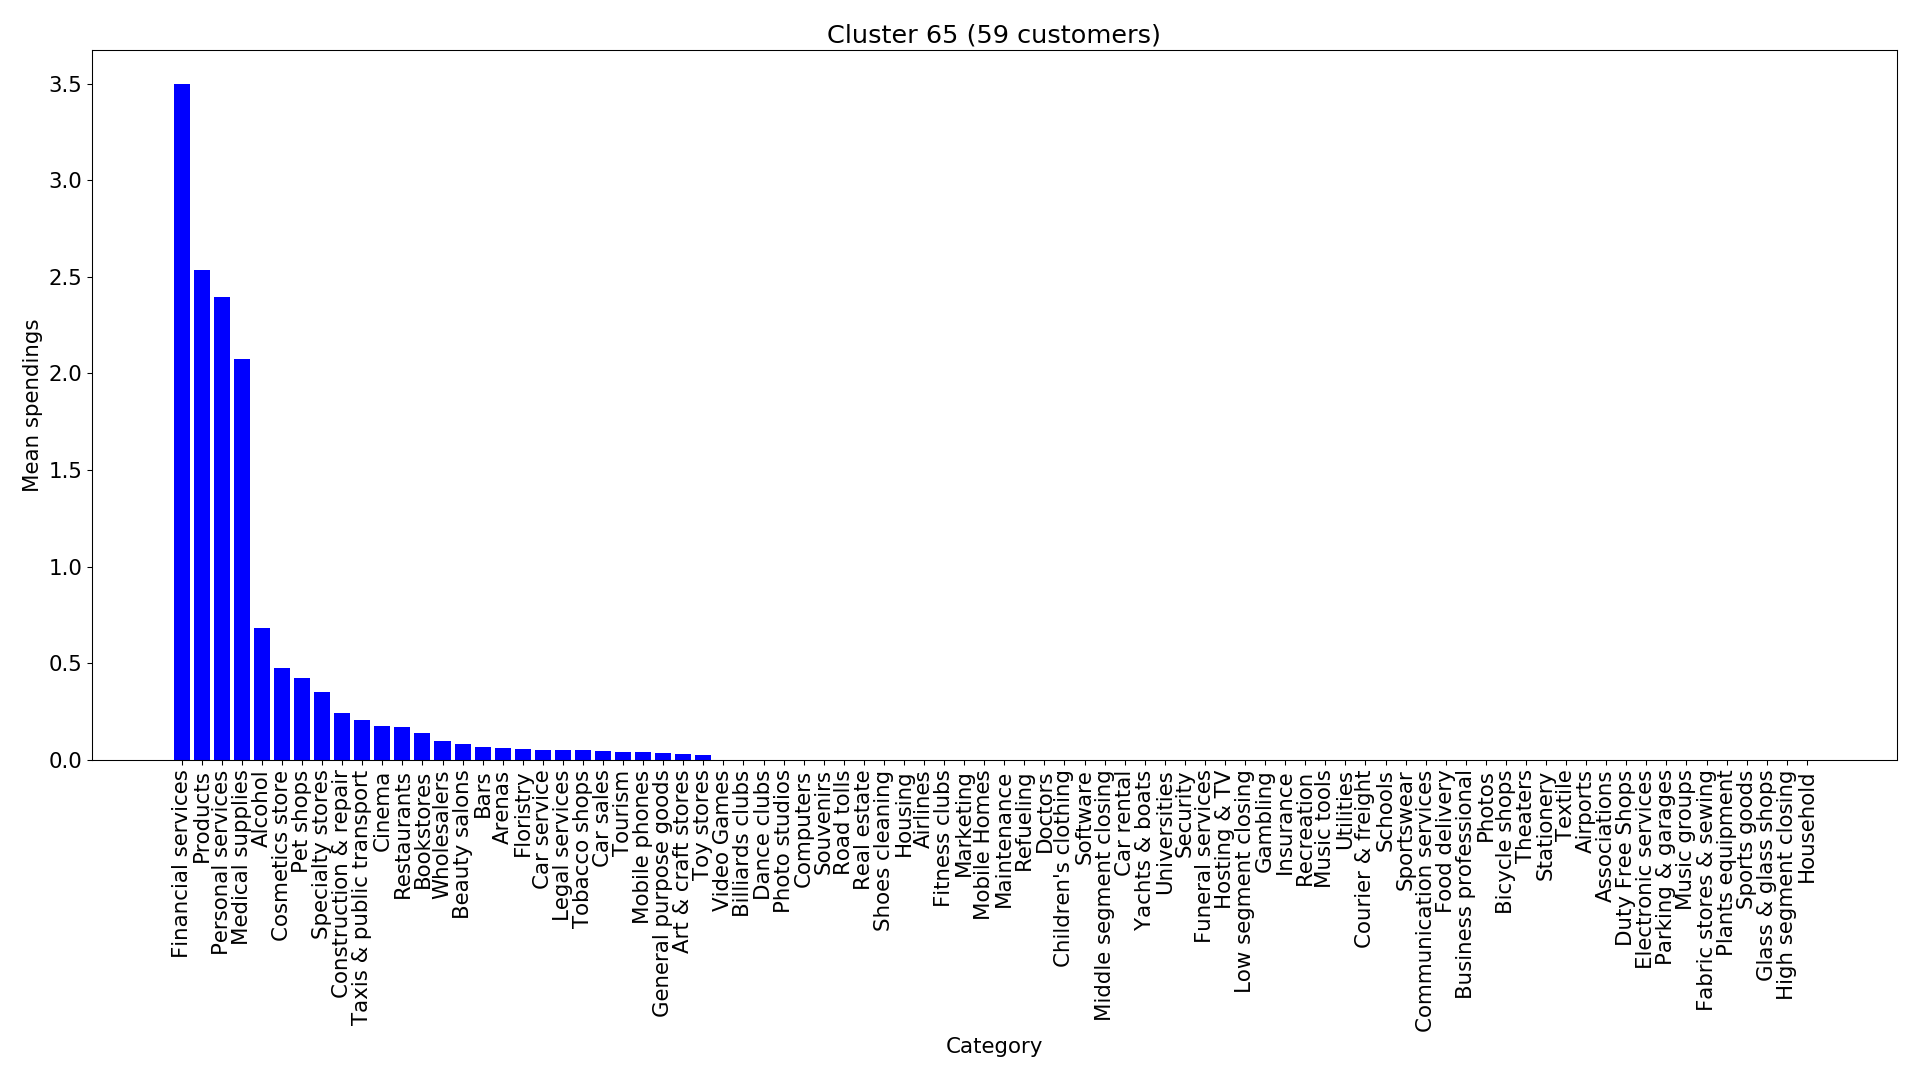 Cluster 65 (59 customers)
Mean spendings
3.5
3.0
2.5
2.0
1.5
1.0
0.5
0.0
Financial services
Products
Personal services
Medical supplies
Alcohol
Cosmetics store
Pet shops
Specialty stores
Construction & repair
Taxis & public transport
Cinema
Restaurants
Bookstores
Wholesalers
Beauty salons
Bars
Arenas
Floristry
Car service
Legal services
Tobacco shops
Car sales
Tourism
Mobile phones
General purpose goods
Art & craft stores
Toy stores
Video Games
Billiards clubs
Dance clubs
Photo studios
Computers
Souvenirs
Road tolls
Real estate
Shoes cleaning
Housing
Airlines
Fitness clubs
Marketing
Mobile Homes
Maintenance
Refueling
Doctors
Children's clothing
Software
Middle segment closing
Car rental
Yachts & boats
Universities
Security
Funeral services
Hosting & TV
Low segment closing
Gambling
Insurance
Recreation
Music tools
Utilities
Courier & freight
Schools
Sportswear
Communication services
Food delivery
Business professional
Photos
Bicycle shops
Theaters
Stationery
Textile
Airports
Associations
Duty Free Shops
Electronic services
Parking & garages
Music groups
Fabric stores & sewing
Plants equipment
Sports goods
Glass & glass shops
High segment closing
Household
Category